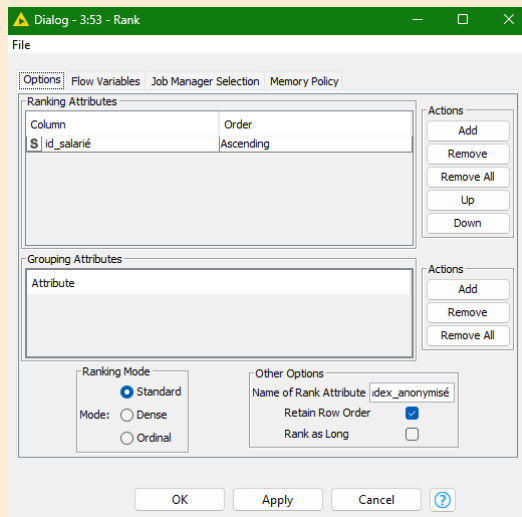 Dialog - 3:53 - Rank
File
Options Flow Variables Job Manager Selection Memory Policy
Ranking Attributes
Column Order
S id_salarié Ascending
Actions
Add
Remove
Remove All
Up
Down
Grouping Attributes
Attribute
Actions
Add
Remove
Remove All
Ranking Mode
Mode:
Standard
Dense
Ordinal
Other Options
Name of Rank Attribute dex_anonymisé
Retain Row Order
Rank as Long
OK Apply Cancel ?